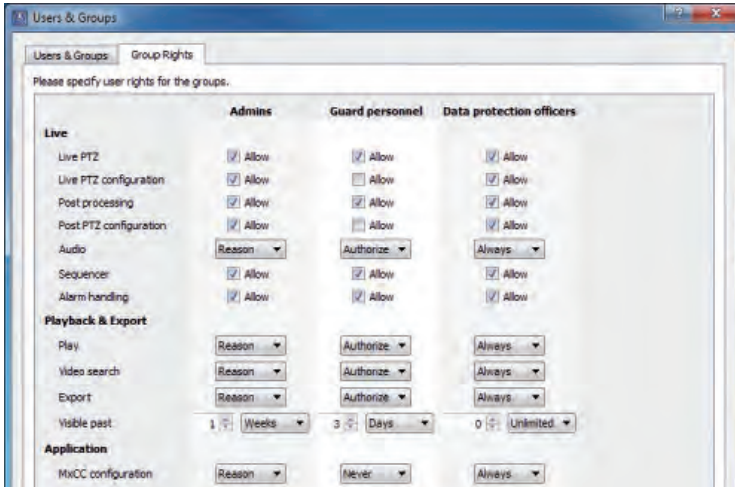 Users & Groups
Users & Groups Group Rights
Please specify user rights for the groups.
Admins Guard personnel Data protection officers
Live
Live PTZ Allow Allow Allow
Live PTZ configuration Allow Allow Allow
Post processing Allow Allow Allow
Post PTZ configuration Allow Allow Allow
Audio Reason Authorize Always
Sequencer Allow Allow Allow
Alarm handling Allow Allow Allow
Playback & Export
Play Reason Authorize Always
Video search Reason Authorize Always
Export Reason Authorize Always
Visible past 1 Weeks 3 Days 0 Unlimited
Application
MxCC configuration Reason Never Always